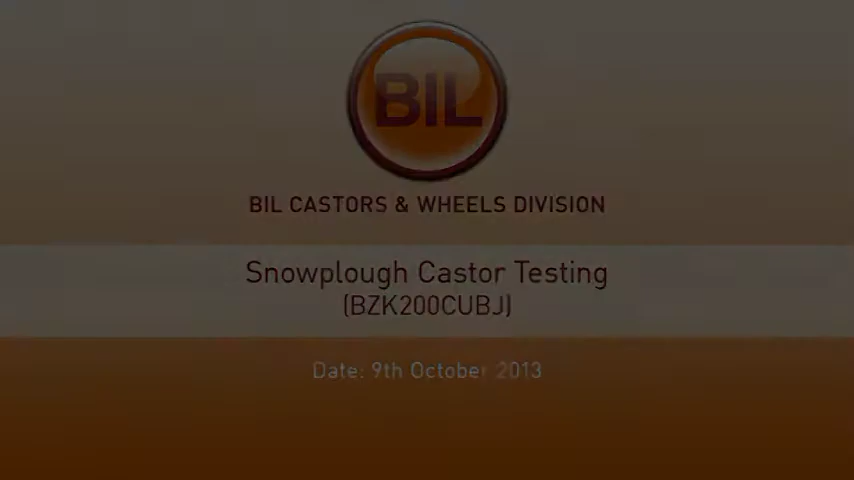 BIL
BIL CASTORS & WHEELS DIVISION
Snowplough Castor Testing
(BZK200CUBJ)
Date: 9th October 2013